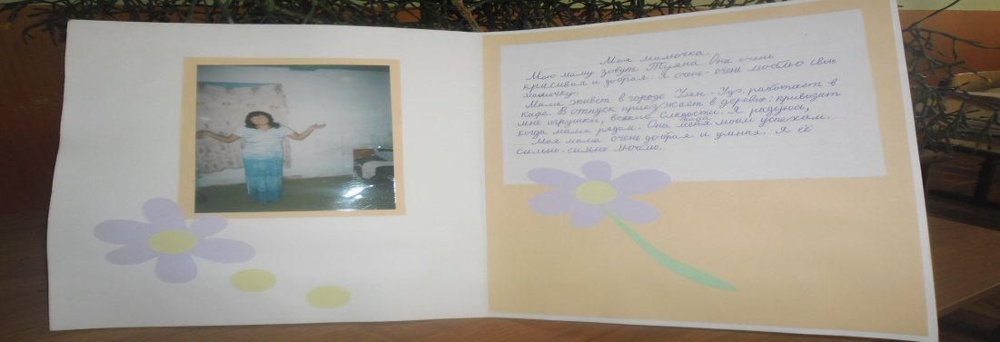 Моя мамочка.
Мою маму зовут Туяна. Она очень
красивая и добрая. Я очень-очень люблю свою
мамочку.
Мама живет в городе Улан-Удэ, работает в
кафе. В отпуск приезжает в деревню: привозит
мне игрушки, всякие сладости. Я радуюсь,
когда мама рядом. Она меня рада моим успехам.
Моя мама очень добрая и умная. Я её
сильно-сильно люблю.